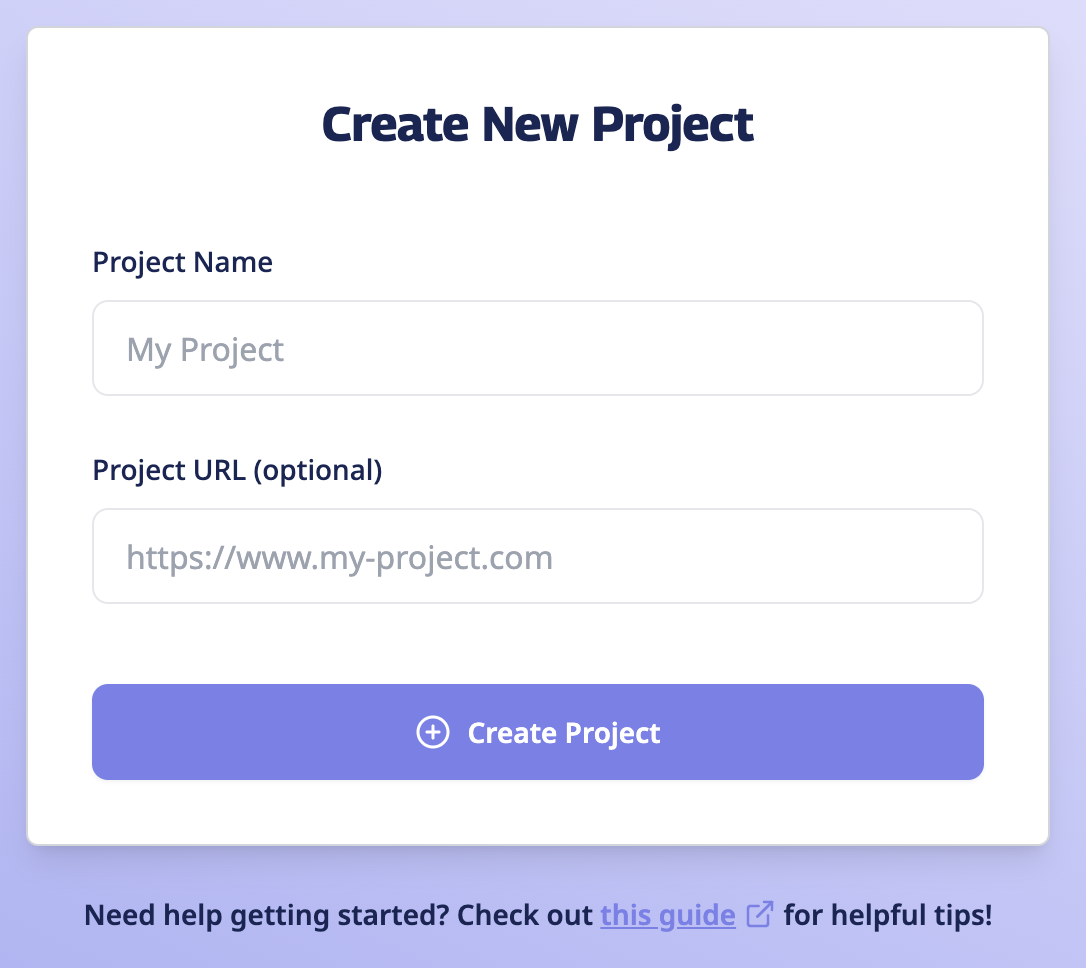 Create New Project
Project Name
My Project
Project URL (optional)
https://www.my-project.com
Create Project
Need help getting started? Check out this guide for helpful tips!